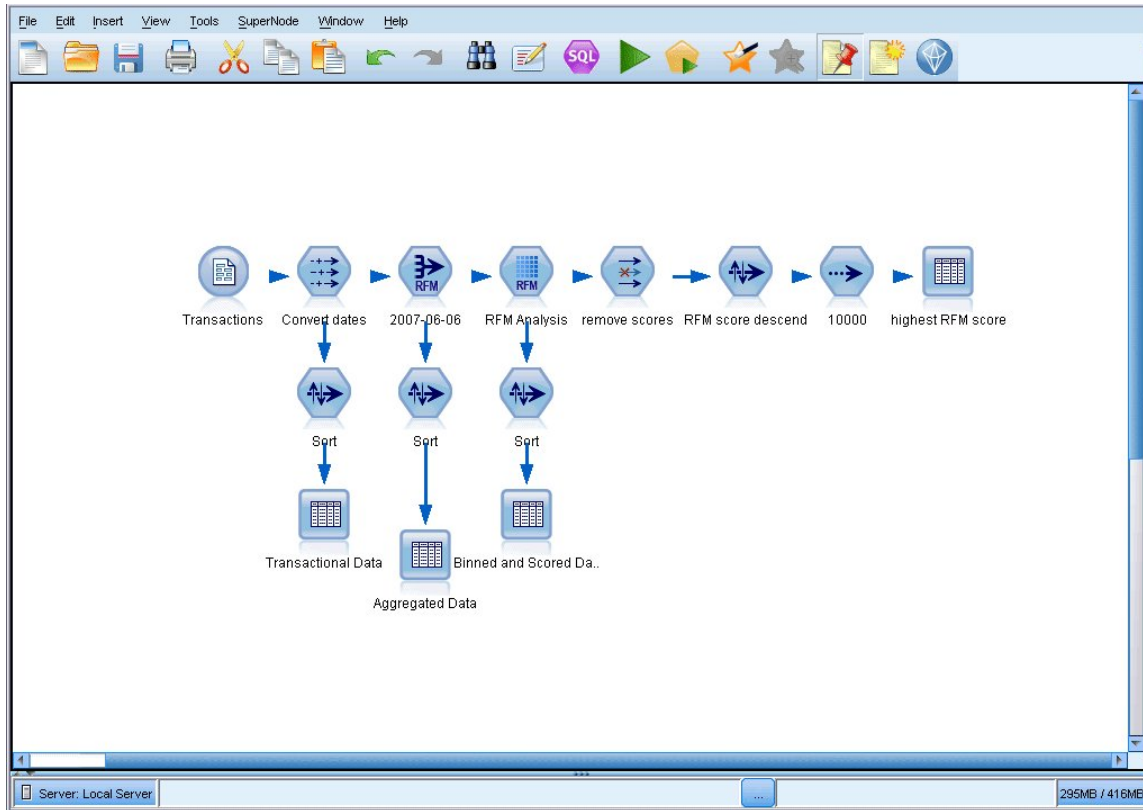 File Edit Insert View Tools SuperNode Window Help
SQL
RFM RFM
Transactions Convert dates 2007-06-06 RFM Analysis remove scores RFM score descend 10000 highest RFM score
Sort Sort Sort
Transactional Data Binned and Scored Da..
Aggregated Data
Server: Local Server ... 295MB / 416MB